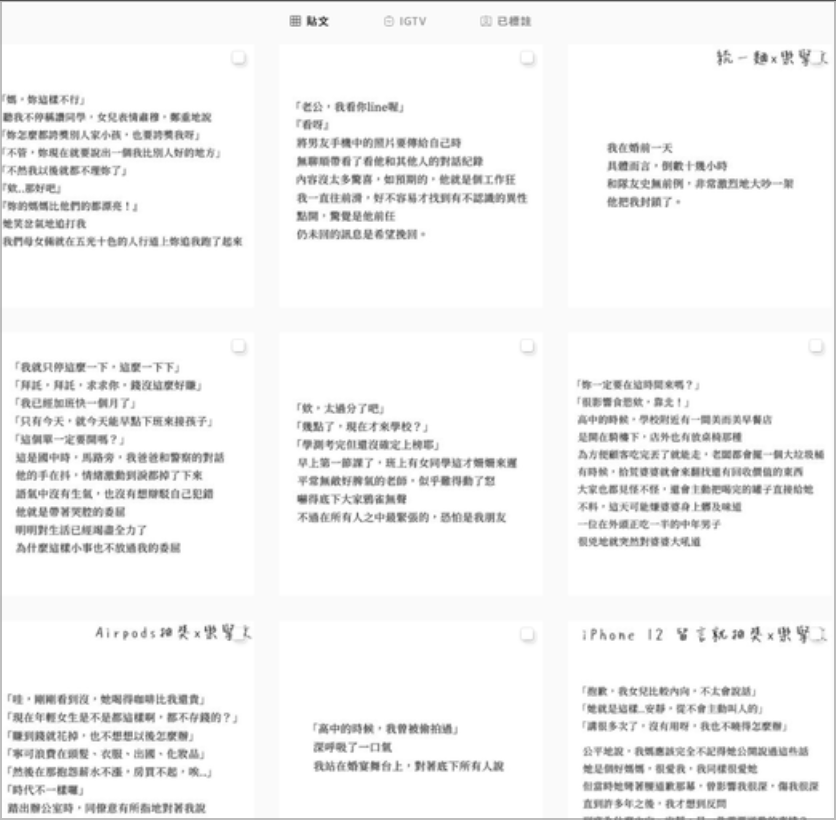 貼文
IGTV
已標註
「媽，妳這樣不行」
聽我不停稱讚同學，女兒表情肅穆，鄭重地說
「妳怎麼都誇獎別人家小孩，也要誇獎我呀」
「不管，妳現在就要說出一個我比別人好的地方」
「不然我以後就都不理妳了」
『欸..那好吧』
『妳的媽媽比他們的都漂亮！』
她笑岔氣地追打我
我們母女倆就在五光十色的人行道上妳追我跑了起來
「老公，我看你line喔」
『看呀』
將男友手機中的照片要傳給自己時
無聊順帶看了看他和其他人的對話紀錄
內容沒太多驚喜，如預期的，他就是個工作狂
我一直往前滑，好不容易才找到有不認識的異性
點開，驚覺是他前任
仍未回的訊息是希望挽回。
統一麵x樂擎
我在婚前一天
具體而言，倒數十幾小時
和隊友史無前例，非常激烈地大吵一架
他把我封鎖了。
「我就只停這麼一下，這麼一下下」
「拜託，拜託，求求你，錢沒這麼好賺」
「我已經加班快一個月了」
「只有今天，就今天能早點下班來接孩子」
「這個單一定要開嗎？」
這是國中時，馬路旁，我爸爸和警察的對話
他的手在抖，情緒激動到淚都掉了下來
語氣中沒有生氣，也沒有想辯駁自己犯錯
他就是帶著哭腔的委屈
明明對生活已經竭盡全力了
為什麼這樣小事也不放過我的委屈
「欸，太過分了吧」
「幾點了，現在才來學校？」
「學測考完但還沒確定上榜耶」
早上第一節課了，班上有女同學這才姍姍來遲
平常無敵好脾氣的老師，似乎難得動了怒
嚇得底下大家鴉雀無聲
不過在所有人之中最緊張的，恐怕是我朋友
「妳一定要在這時間來嗎？」
「很影響食慾欸，靠北！」
高中的時候，學校附近有一間美而美早餐店
是開在騎樓下，店外也有放桌椅那種
為方便顧客吃完丟了就能走，老闆都會擺一個大垃圾桶
有時候，拾荒婆婆就會來翻找還有回收價值的東西
大家也都見怪不怪，還會主動把喝完的罐子直接給她
不料，這天可能嫌婆婆身上髒及味道
一位在外頭正吃一半的中年男子
很兇地就突然對婆婆大吼道
Airpods抽獎x樂擎
「哇，剛剛看到沒，她喝得咖啡比我還貴」
「現在年輕女生是不是都這樣啊，都不存錢的？」
「賺到錢就花掉，也不想想以後怎麼辦」
「寧可浪費在頭髮、衣服、出國、化妝品」
「然後在那抱怨薪水不漲，房買不起，唉...」
「時代不一樣囉」
踏出辦公室時，同僚意有所指地對著我說
「高中的時候，我曾被偷拍過」
深呼吸了一口氣
我站在婚宴舞台上，對著底下所有人說
iPhone 12 留言就抽獎x樂擎
「抱歉，我女兒比較內向，不太會說話」
「她就是這樣..安靜，從不會主動叫人的」
「講很多次了，沒有用呀，我也不曉得怎麼辦」
公平地說，我媽應該完全不記得她公開說過這些話
她是個好媽媽，很愛我，我同樣很愛她
但當時她彎著腰道歉那幕，曾影響我很深，傷我很深
直到許多年之後，我才想到反問